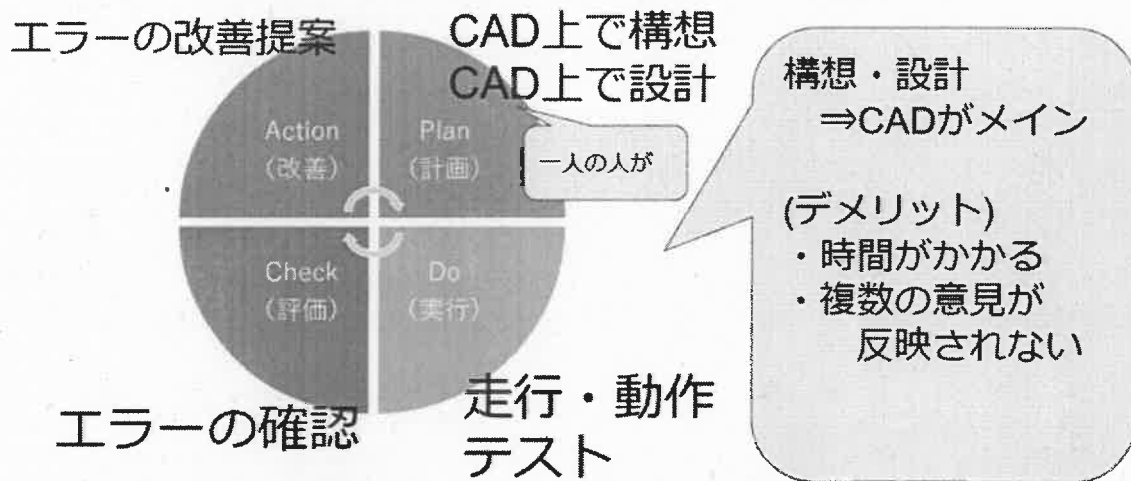 エラーの改善提案
CAD上で構想
CAD上で設計
Action
(改善)
Plan
(計画)
一人の人が
Check
(評価)
Do
(実行)
エラーの確認
走行・動作
テスト
構想・設計
⇒CADがメイン
(デメリット)
・時間がかかる
・複数の意見が
反映されない